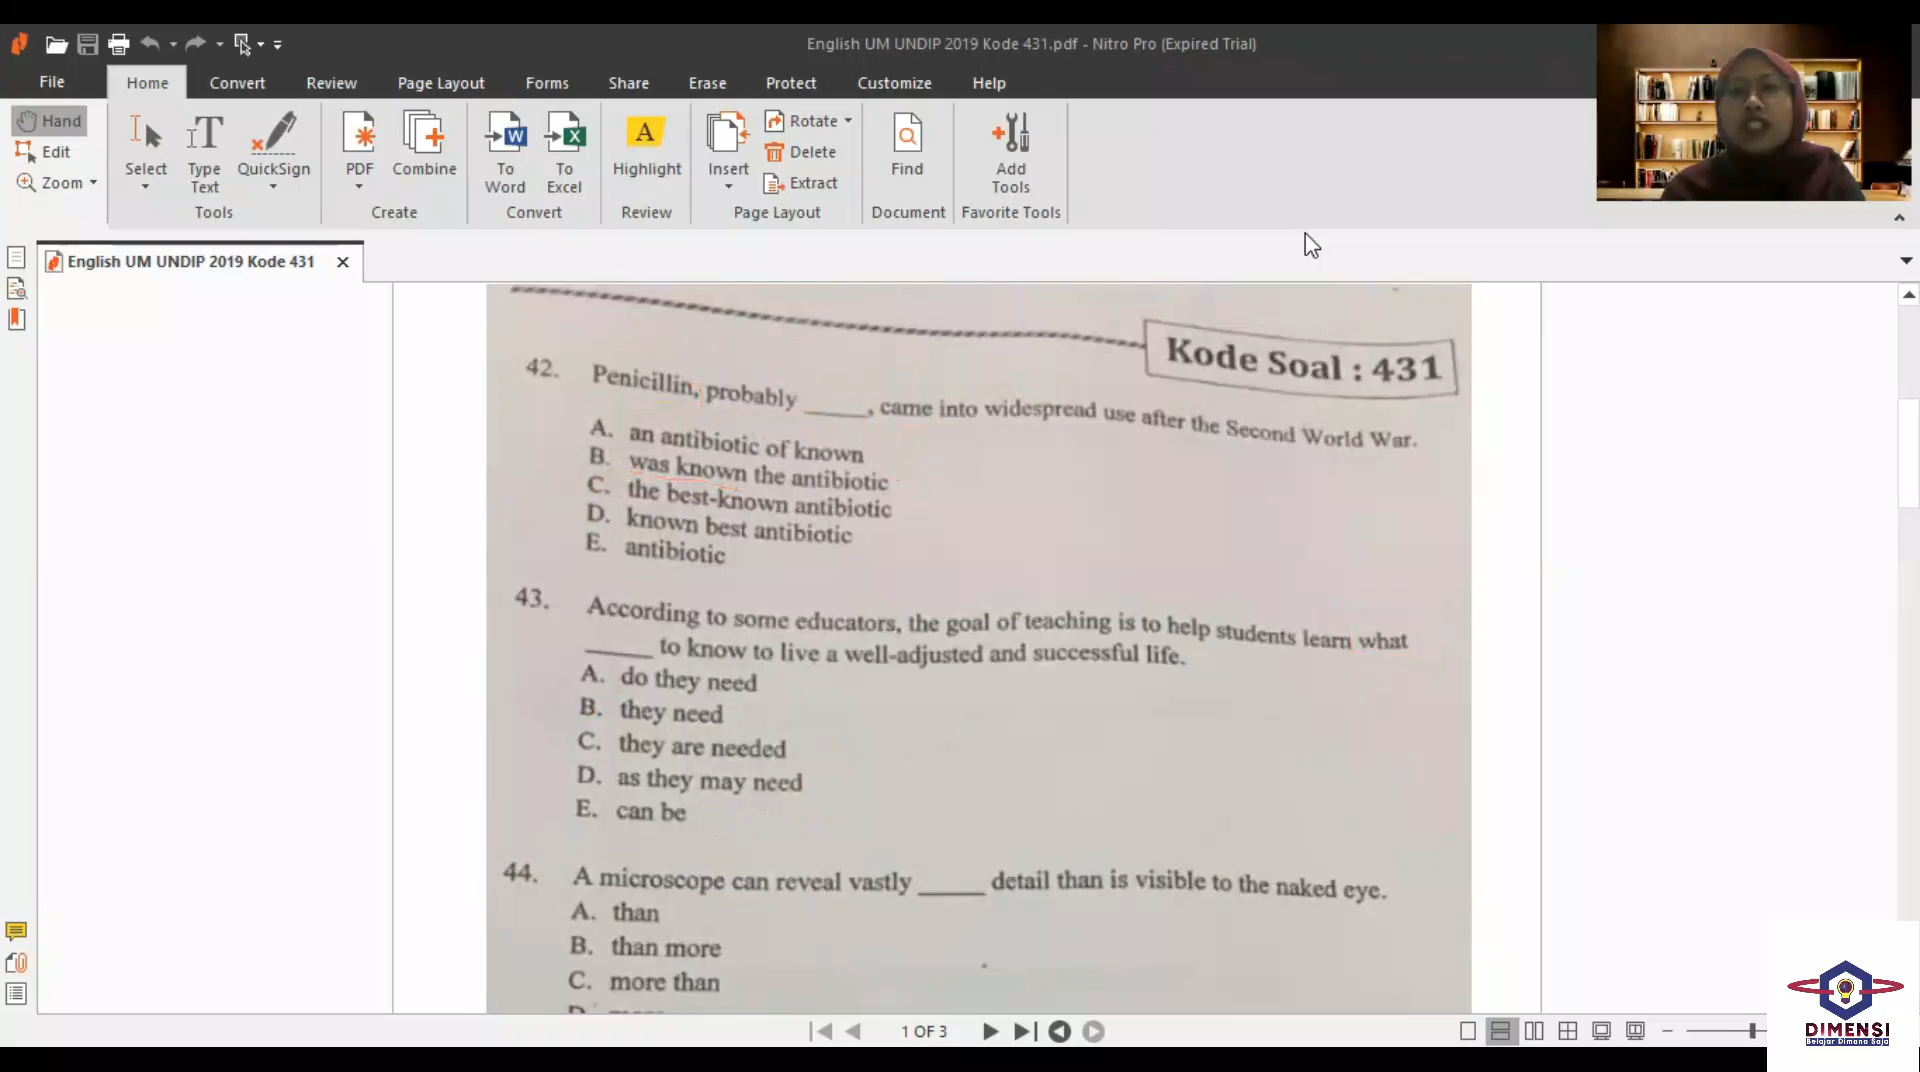 English UM UNDIP 2019 Kode 431.pdf - Nitro Pro (Expired Trial)
File Home Convert Review Page Layout Forms Share Erase Protect Customize Help
Hand
Edit
Zoom
Select
Type Text
QuickSign
Tools
PDF
Combine
Create
To Word
To Excel
Convert
Highlight
Review
Insert
Rotate
Delete
Extract
Page Layout
Find
Document
Add Tools
Favorite Tools
English UM UNDIP 2019 Kode 431
Kode Soal : 431
42. Penicillin, probably _____, came into widespread use after the Second World War.
A. an antibiotic of known
B. was known the antibiotic
C. the best-known antibiotic
D. known best antibiotic
E. antibiotic
43. According to some educators, the goal of teaching is to help students learn what
_____ to know to live a well-adjusted and successful life.
A. do they need
B. they need
C. they are needed
D. as they may need
E. can be
44. A microscope can reveal vastly _____ detail than is visible to the naked eye.
A. than
B. than more
C. more than
1 OF 3
DIMENSI
Belajar Dimana Saja